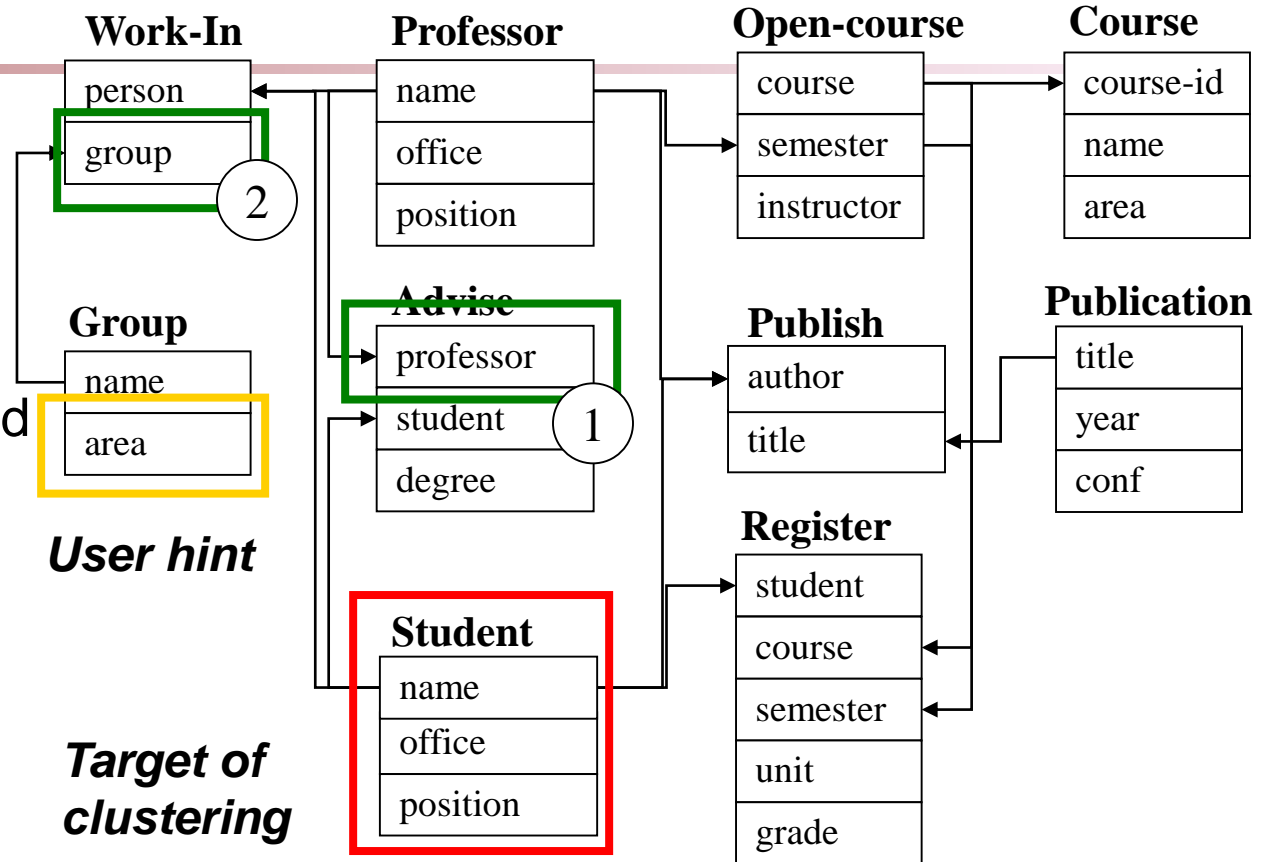 Work-In
person
group
2
Professor
name
office
position
Open-course
course
semester
instructor
Course
course-id
name
area
Group
name
d
area
User hint
Advise
professor
student
1
degree
Publish
author
title
Publication
title
year
conf
Target of
clustering
Student
name
office
position
Register
student
course
semester
unit
grade